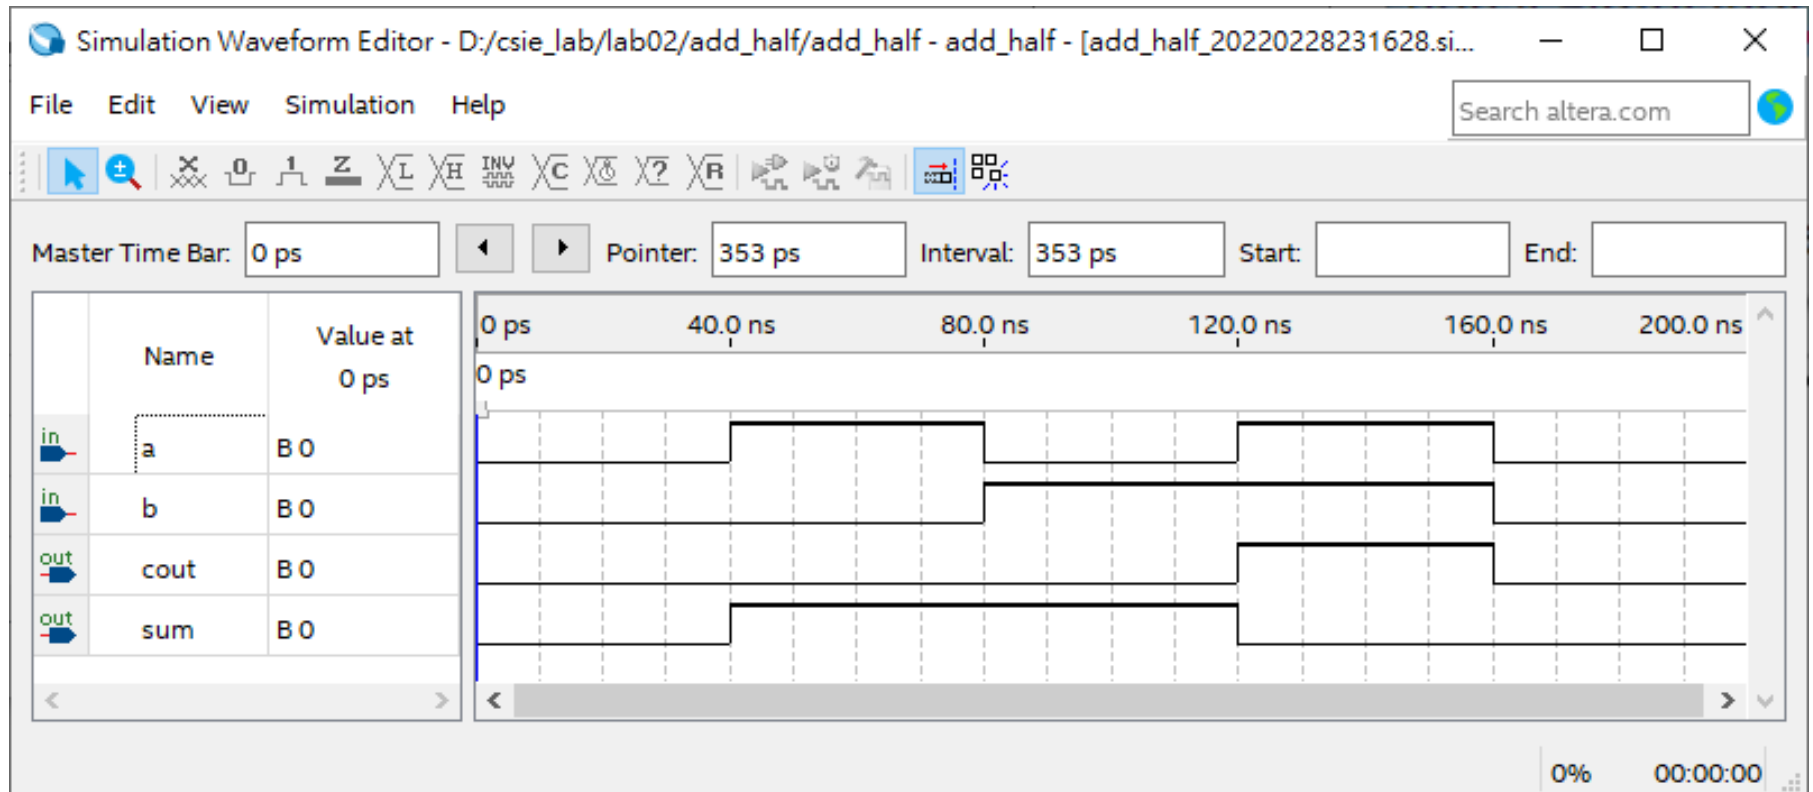 Simulation Waveform Editor - D:/csie_lab/lab02/add_half/add_half - add_half - [add_half_20220228231628.si...
File Edit View Simulation Help
Search altera.com
X 0 1 Z L H INV C ? R
Master Time Bar: 0 ps Pointer: 353 ps Interval: 353 ps Start: End:
Name
Value at
0 ps
0 ps 40.0 ns 80.0 ns 120.0 ns 160.0 ns 200.0 ns
0 ps
in a B 0
in b B 0
out cout B 0
out sum B 0
0% 00:00:00